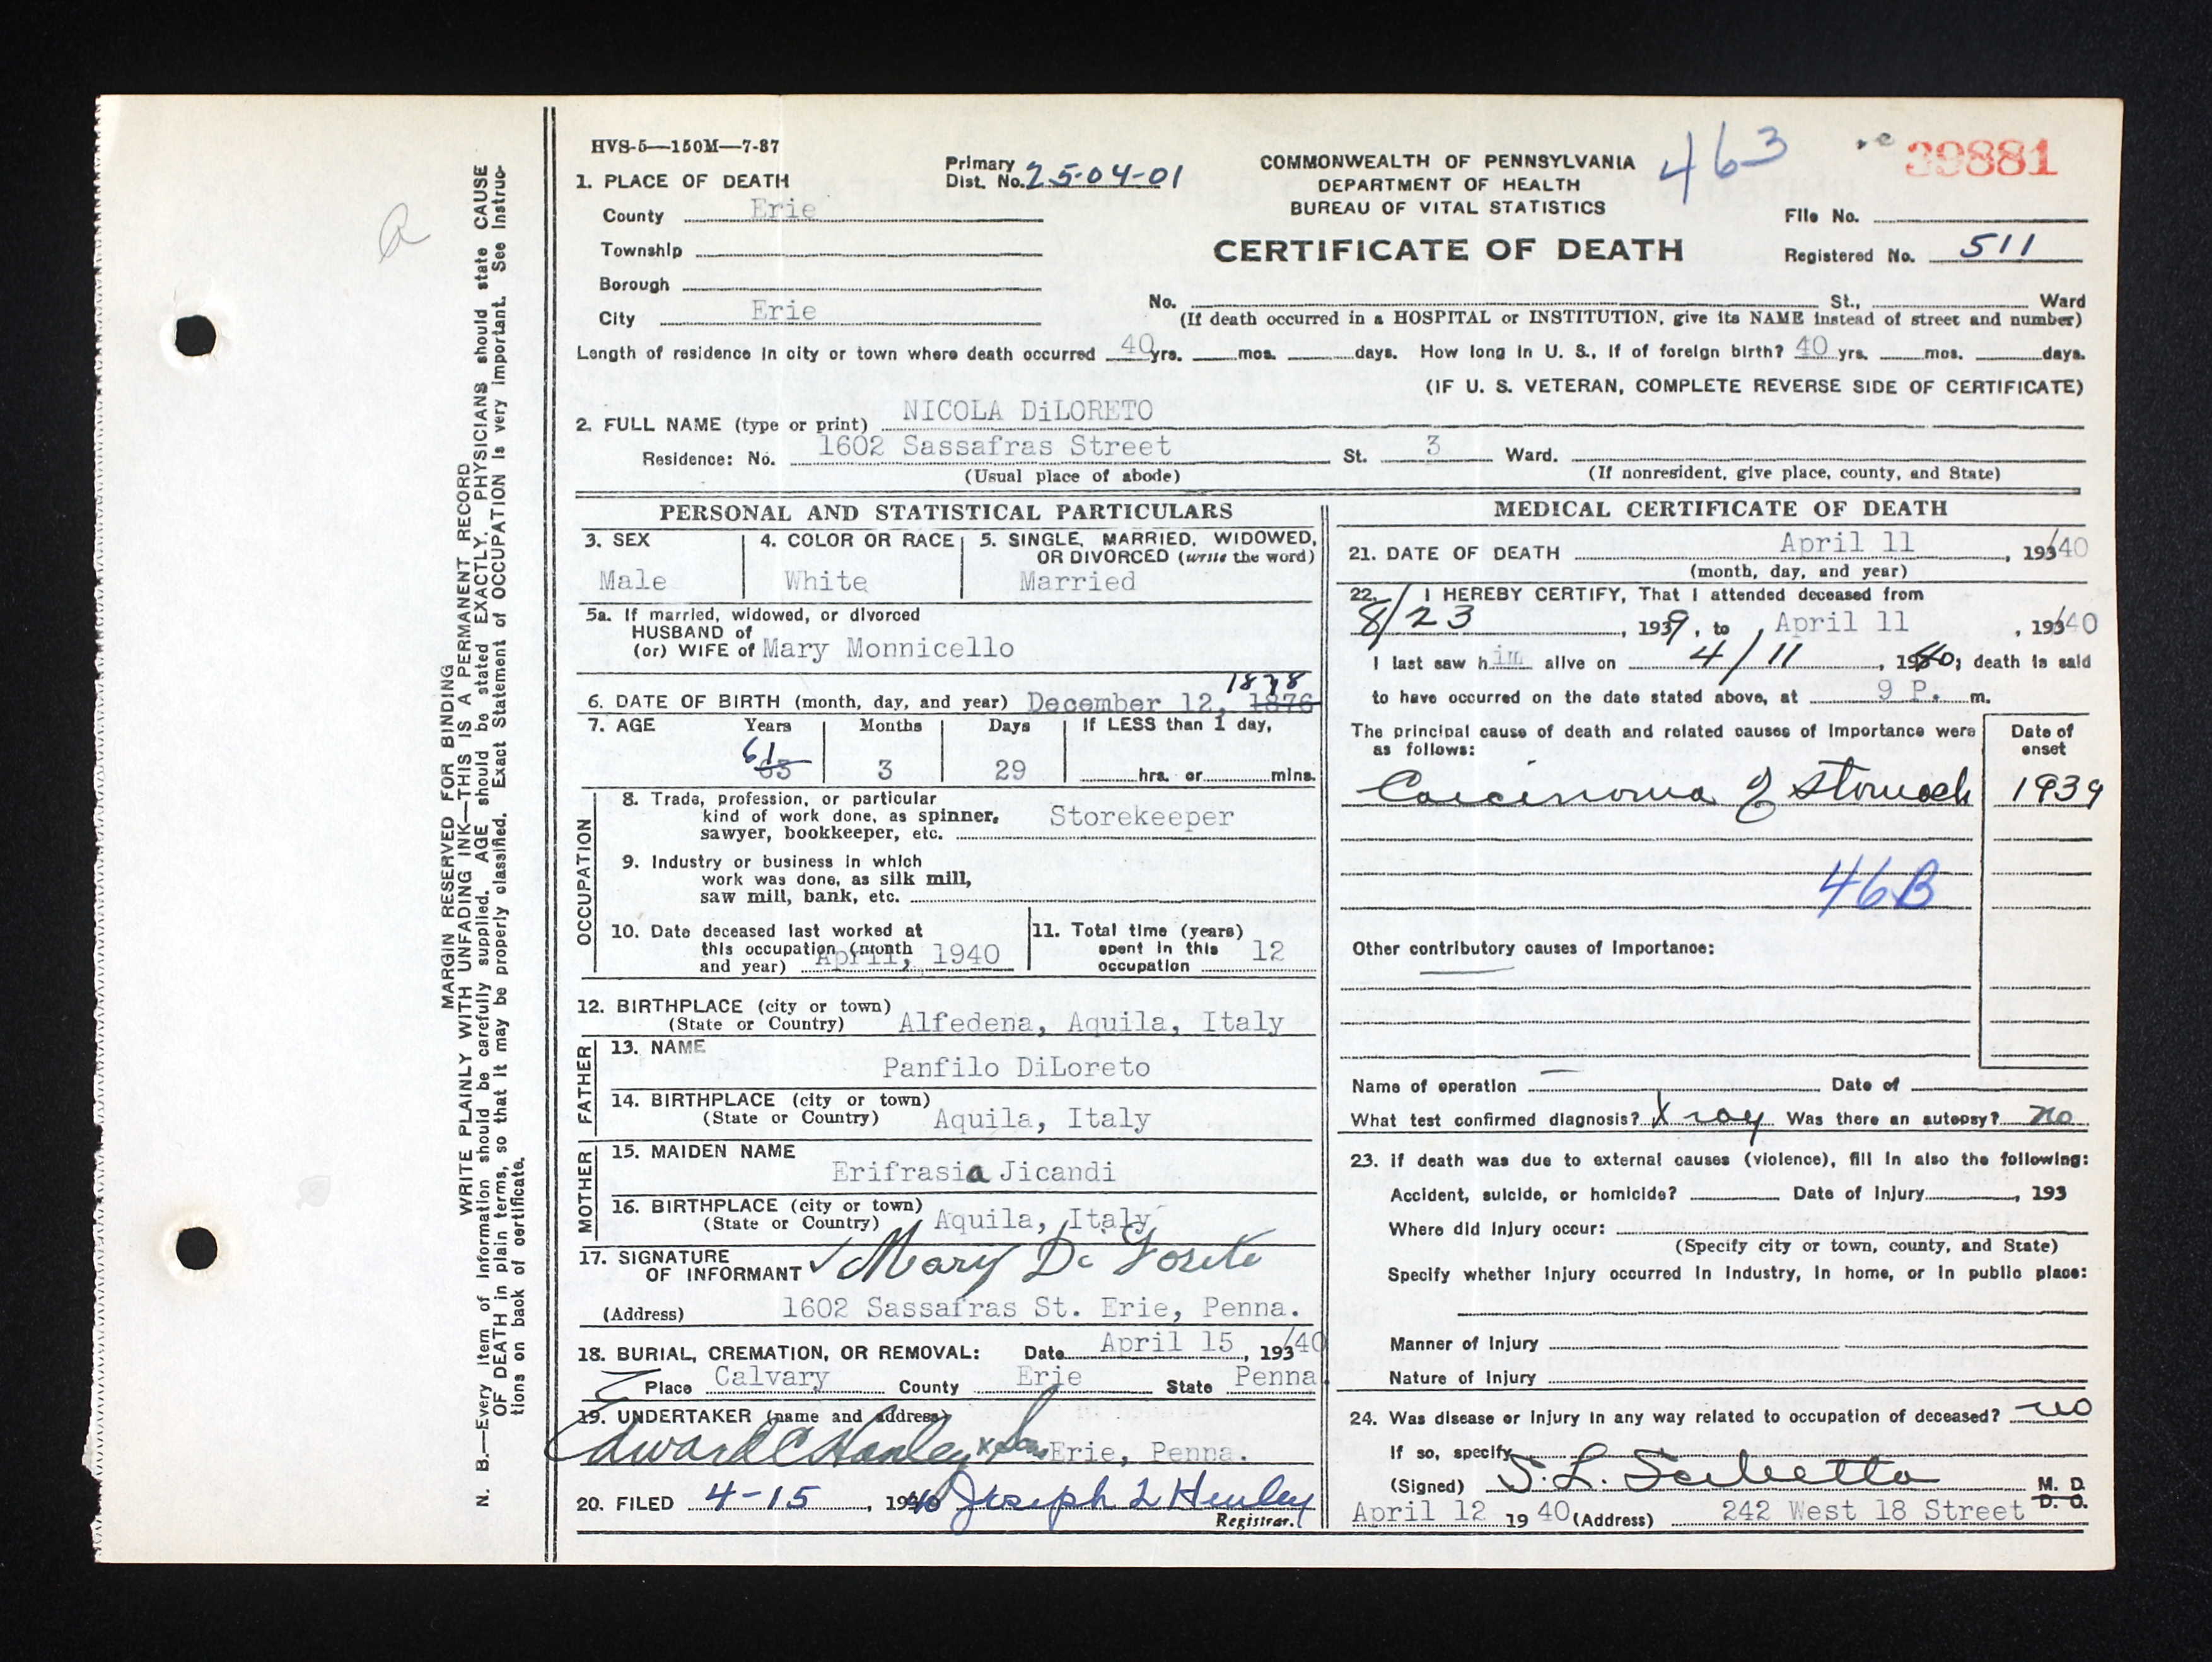 HVS-5—150M—7-37
463
39881
1. PLACE OF DEATH
Primary Dist. No. 25-04-01
COMMONWEALTH OF PENNSYLVANIA
DEPARTMENT OF HEALTH
BUREAU OF VITAL STATISTICS
CERTIFICATE OF DEATH
File No.
Registered No. 511
County Erie
Township
Borough
City Erie
No. St., Ward
(If death occurred in a HOSPITAL or INSTITUTION, give its NAME instead of street and number)
Length of residence in city or town where death occurred 40 yrs. mos. days. How long in U. S., if of foreign birth? 40 yrs. mos. days.
(IF U. S. VETERAN, COMPLETE REVERSE SIDE OF CERTIFICATE)
2. FULL NAME (type or print) NICOLA DiLORETO
Residence: No. 1602 Sassafras Street St. 3 Ward.
(Usual place of abode) (If nonresident, give place, county, and State)
PERSONAL AND STATISTICAL PARTICULARS
3. SEX
Male
4. COLOR OR RACE
White
5. SINGLE, MARRIED, WIDOWED,
OR DIVORCED (write the word)
Married
5a. If married, widowed, or divorced
HUSBAND of
(or) WIFE of Mary Monnicello
6. DATE OF BIRTH (month, day, and year) December 12, 1876 1878
7. AGE Years Months Days If LESS than 1 day,
61 63 3 29 hrs. or mins.
OCCUPATION
8. Trade, profession, or particular
kind of work done, as spinner,
sawyer, bookkeeper, etc. Storekeeper
9. Industry or business in which
work was done, as silk mill,
saw mill, bank, etc.
10. Date deceased last worked at
this occupation (month
and year) April, 1940
11. Total time (years)
spent in this
occupation 12
12. BIRTHPLACE (city or town)
(State or Country) Alfedena, Aquila, Italy
FATHER
13. NAME
Panfilo DiLoreto
14. BIRTHPLACE (city or town)
(State or Country) Aquila, Italy
MOTHER
15. MAIDEN NAME
Erifrasia Jicandi
16. BIRTHPLACE (city or town)
(State or Country) Aquila, Italy
17. SIGNATURE
OF INFORMANT Mary Di Loreto
(Address) 1602 Sassafras St. Erie, Penna.
18. BURIAL, CREMATION, OR REMOVAL: Date April 15, 193/40
Place Calvary County Erie State Penna.
19. UNDERTAKER (name and address)
Edward C Hanley & Son Erie, Penna.
20. FILED 4-15, 1940 Joseph L Henley
Registrar.
MEDICAL CERTIFICATE OF DEATH
21. DATE OF DEATH April 11, 193/40
(month, day, and year)
22. I HEREBY CERTIFY, That I attended deceased from
8/23, 1939, to April 11, 193/40
I last saw him alive on 4/11, 1940; death is said
to have occurred on the date stated above, at 9 P. m.
The principal cause of death and related causes of importance were
as follows:
Date of
onset
Carcinoma of Stomach 1939
46B
Other contributory causes of importance:
Name of operation — Date of
What test confirmed diagnosis? X ray Was there an autopsy? no
23. If death was due to external causes (violence), fill in also the following:
Accident, suicide, or homicide? Date of injury , 193
Where did injury occur:
(Specify city or town, county, and State)
Specify whether injury occurred in industry, in home, or in public place:
Manner of injury
Nature of injury
24. Was disease or injury in any way related to occupation of deceased? no
If so, specify
(Signed) S. L. Scibetta M. D.
D. O.
April 12 19 40 (Address) 242 West 18 Street
a
MARGIN RESERVED FOR BINDING
WRITE PLAINLY WITH UNFADING INK—THIS IS A PERMANENT RECORD
N. B.—Every item of information should be carefully supplied. AGE should be stated EXACTLY. PHYSICIANS should state CAUSE
OF DEATH in plain terms, so that it may be properly classified. Exact Statement of OCCUPATION is very important. See instruc-
tions on back of certificate.